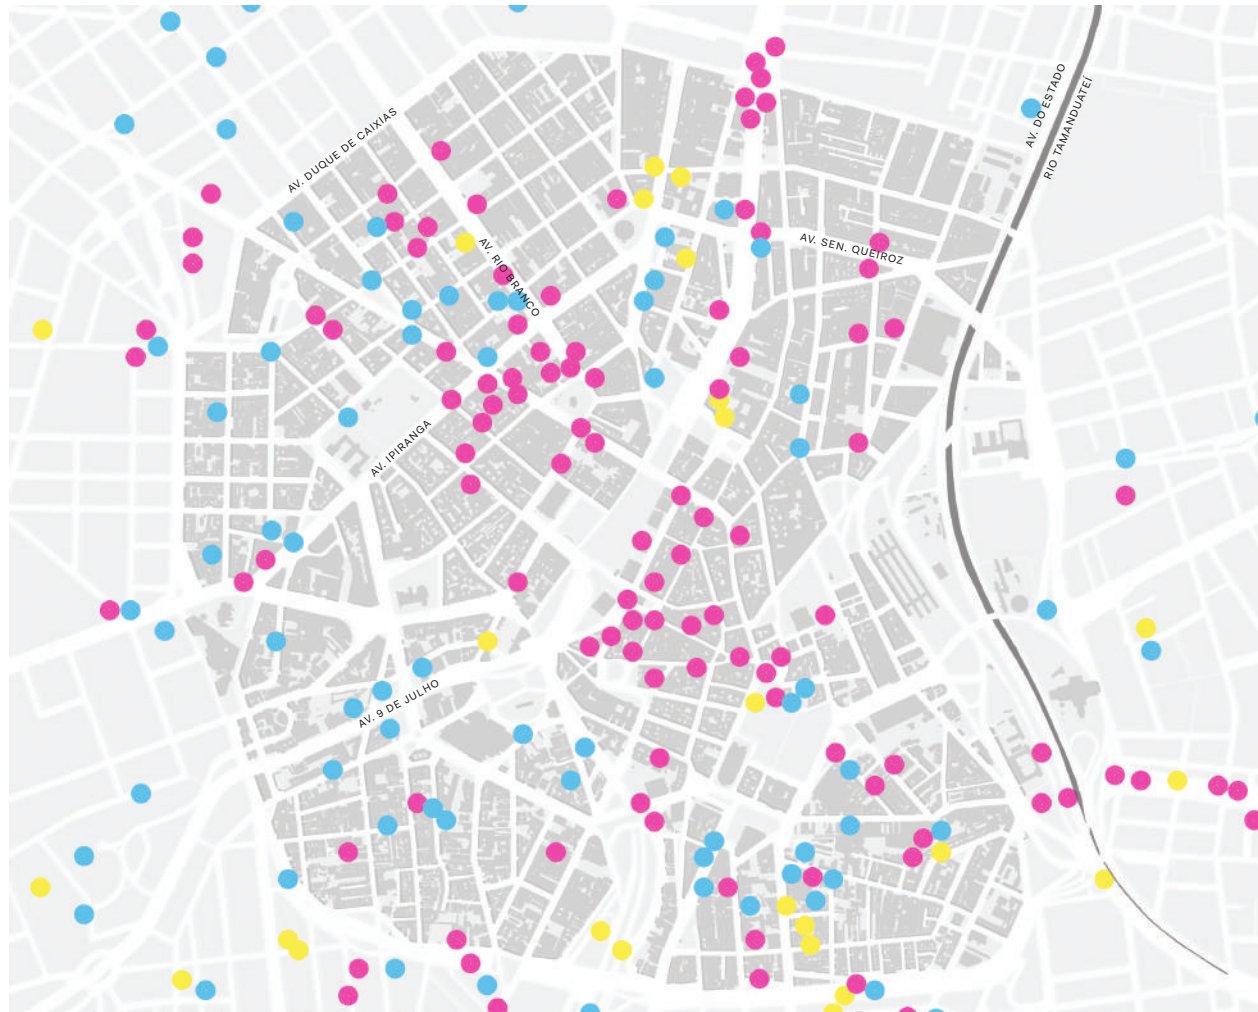 AV. DO ESTADO
RIO TAMANDUATEÍ
AV. DUQUE DE CAIXIAS
AV. RIO BRANCO
AV. SEN. QUEIROZ
AV. IPIRANGA
AV. 9 DE JULHO